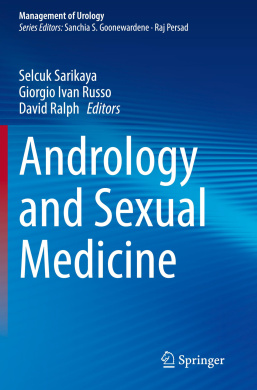 Management of Urology
Series Editors: Sanchia S. Goonewardene · Raj Persad
Selcuk Sarikaya
Giorgio Ivan Russo
David Ralph Editors
Andrology
and Sexual
Medicine
Springer